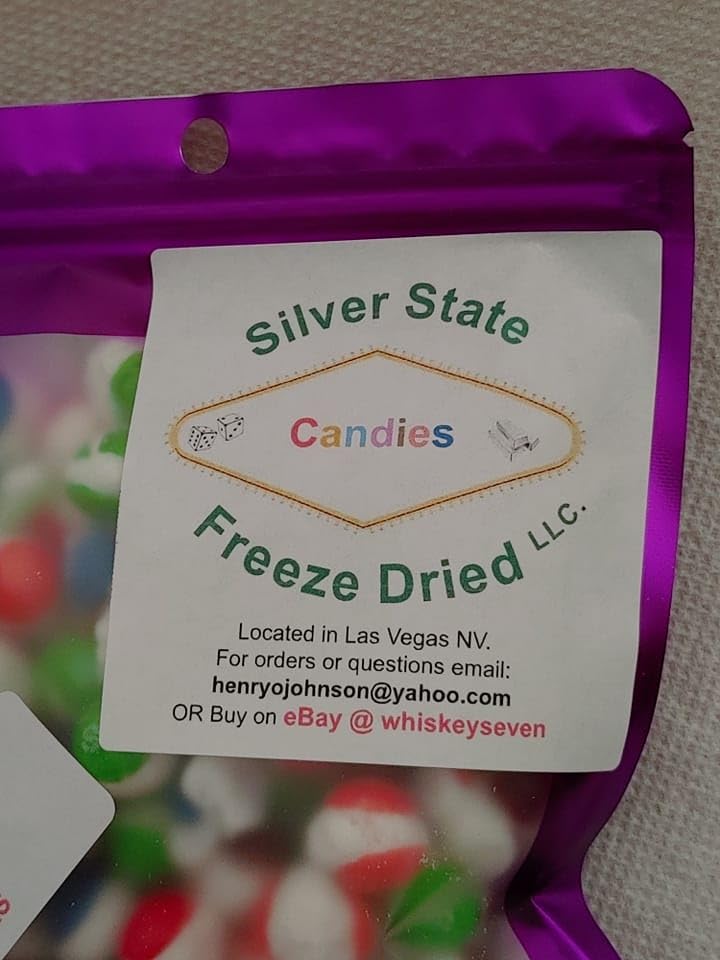 Silver State
Candies
Freeze Dried LLC.
Located in Las Vegas NV.
For orders or questions email:
henryojohnson@yahoo.com
OR Buy on eBay @ whiskeyseven